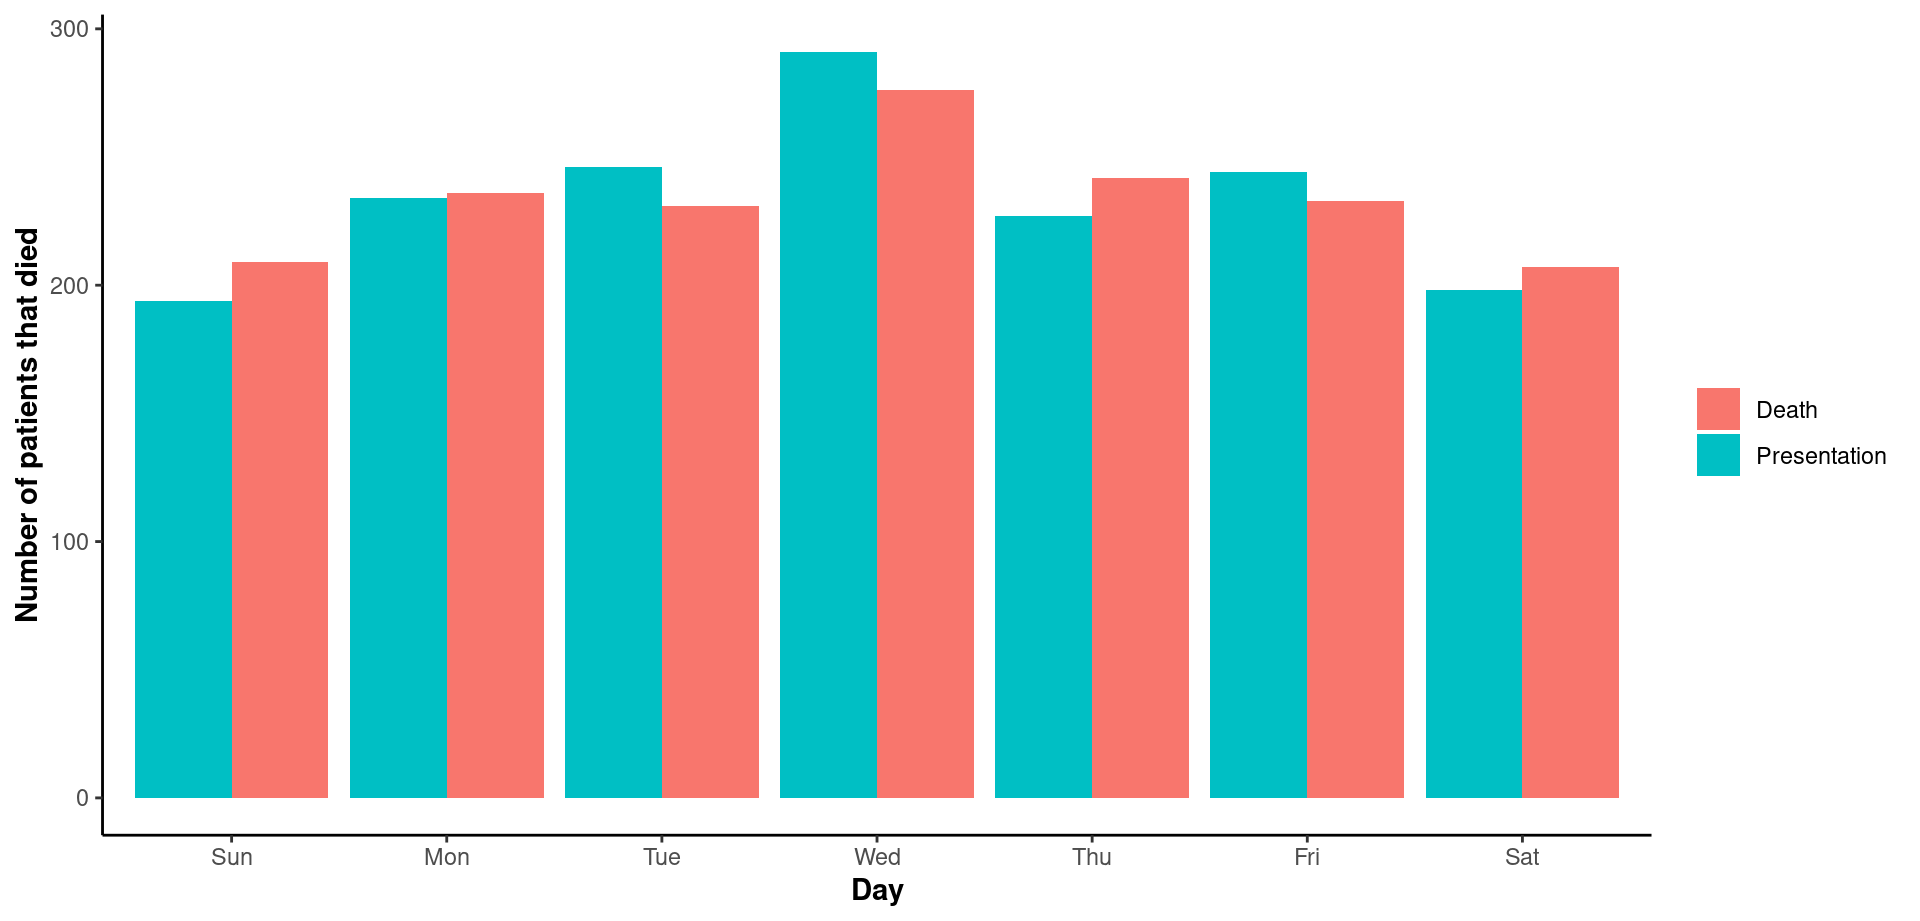 Number of patients that died
300
200
100
0
Sun Mon Tue Wed Thu Fri Sat
Day
Death
Presentation